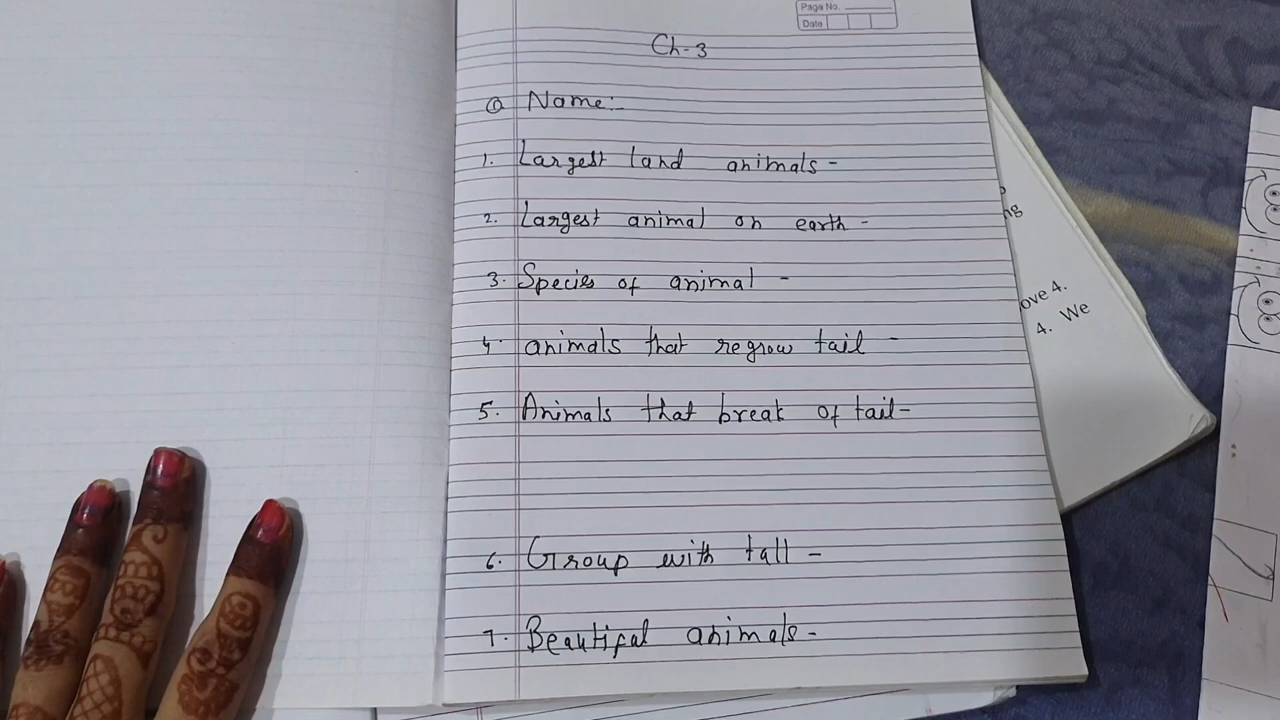 Page No.
Date
Ch-3
Q Name:-
1. Largest land animals -
2. Largest animal on earth -
3. Species of animal -
4. animals that regrow tail -
5. Animals that break of tail-
6. Group with tall -
7. Beautifal animals -
ng
ove 4.
4. We